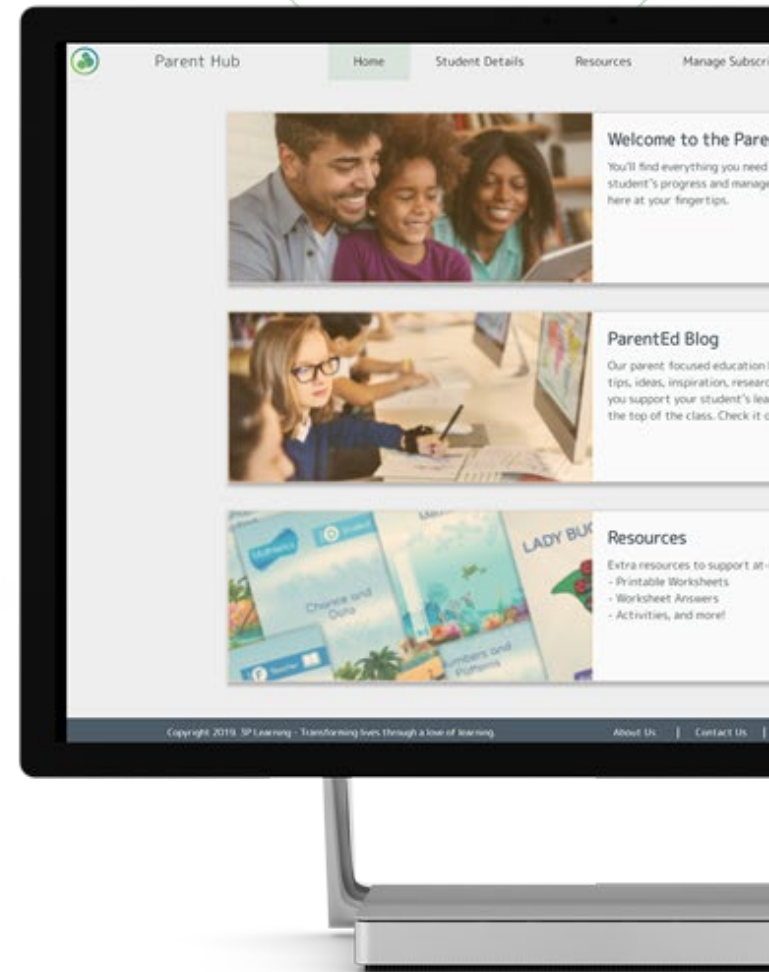 Parent Hub
Home
Student Details
Resources
Manage Subscri
Welcome to the Pare
You'll find everything you need
student's progress and manage
here at your fingertips.
ParentEd Blog
Our parent focused education
tips, ideas, inspiration, researc
you support your student's lea
the top of the class. Check it o
LADY BUG
Chance and
Data
Teacher
Numbers and
Patterns
Resources
Extra resources to support at-
- Printable Worksheets
- Worksheet Answers
- Activities, and more!
Copyright 2019. 3P Learning - Transforming lives through a love of learning.
About Us | Contact Us |